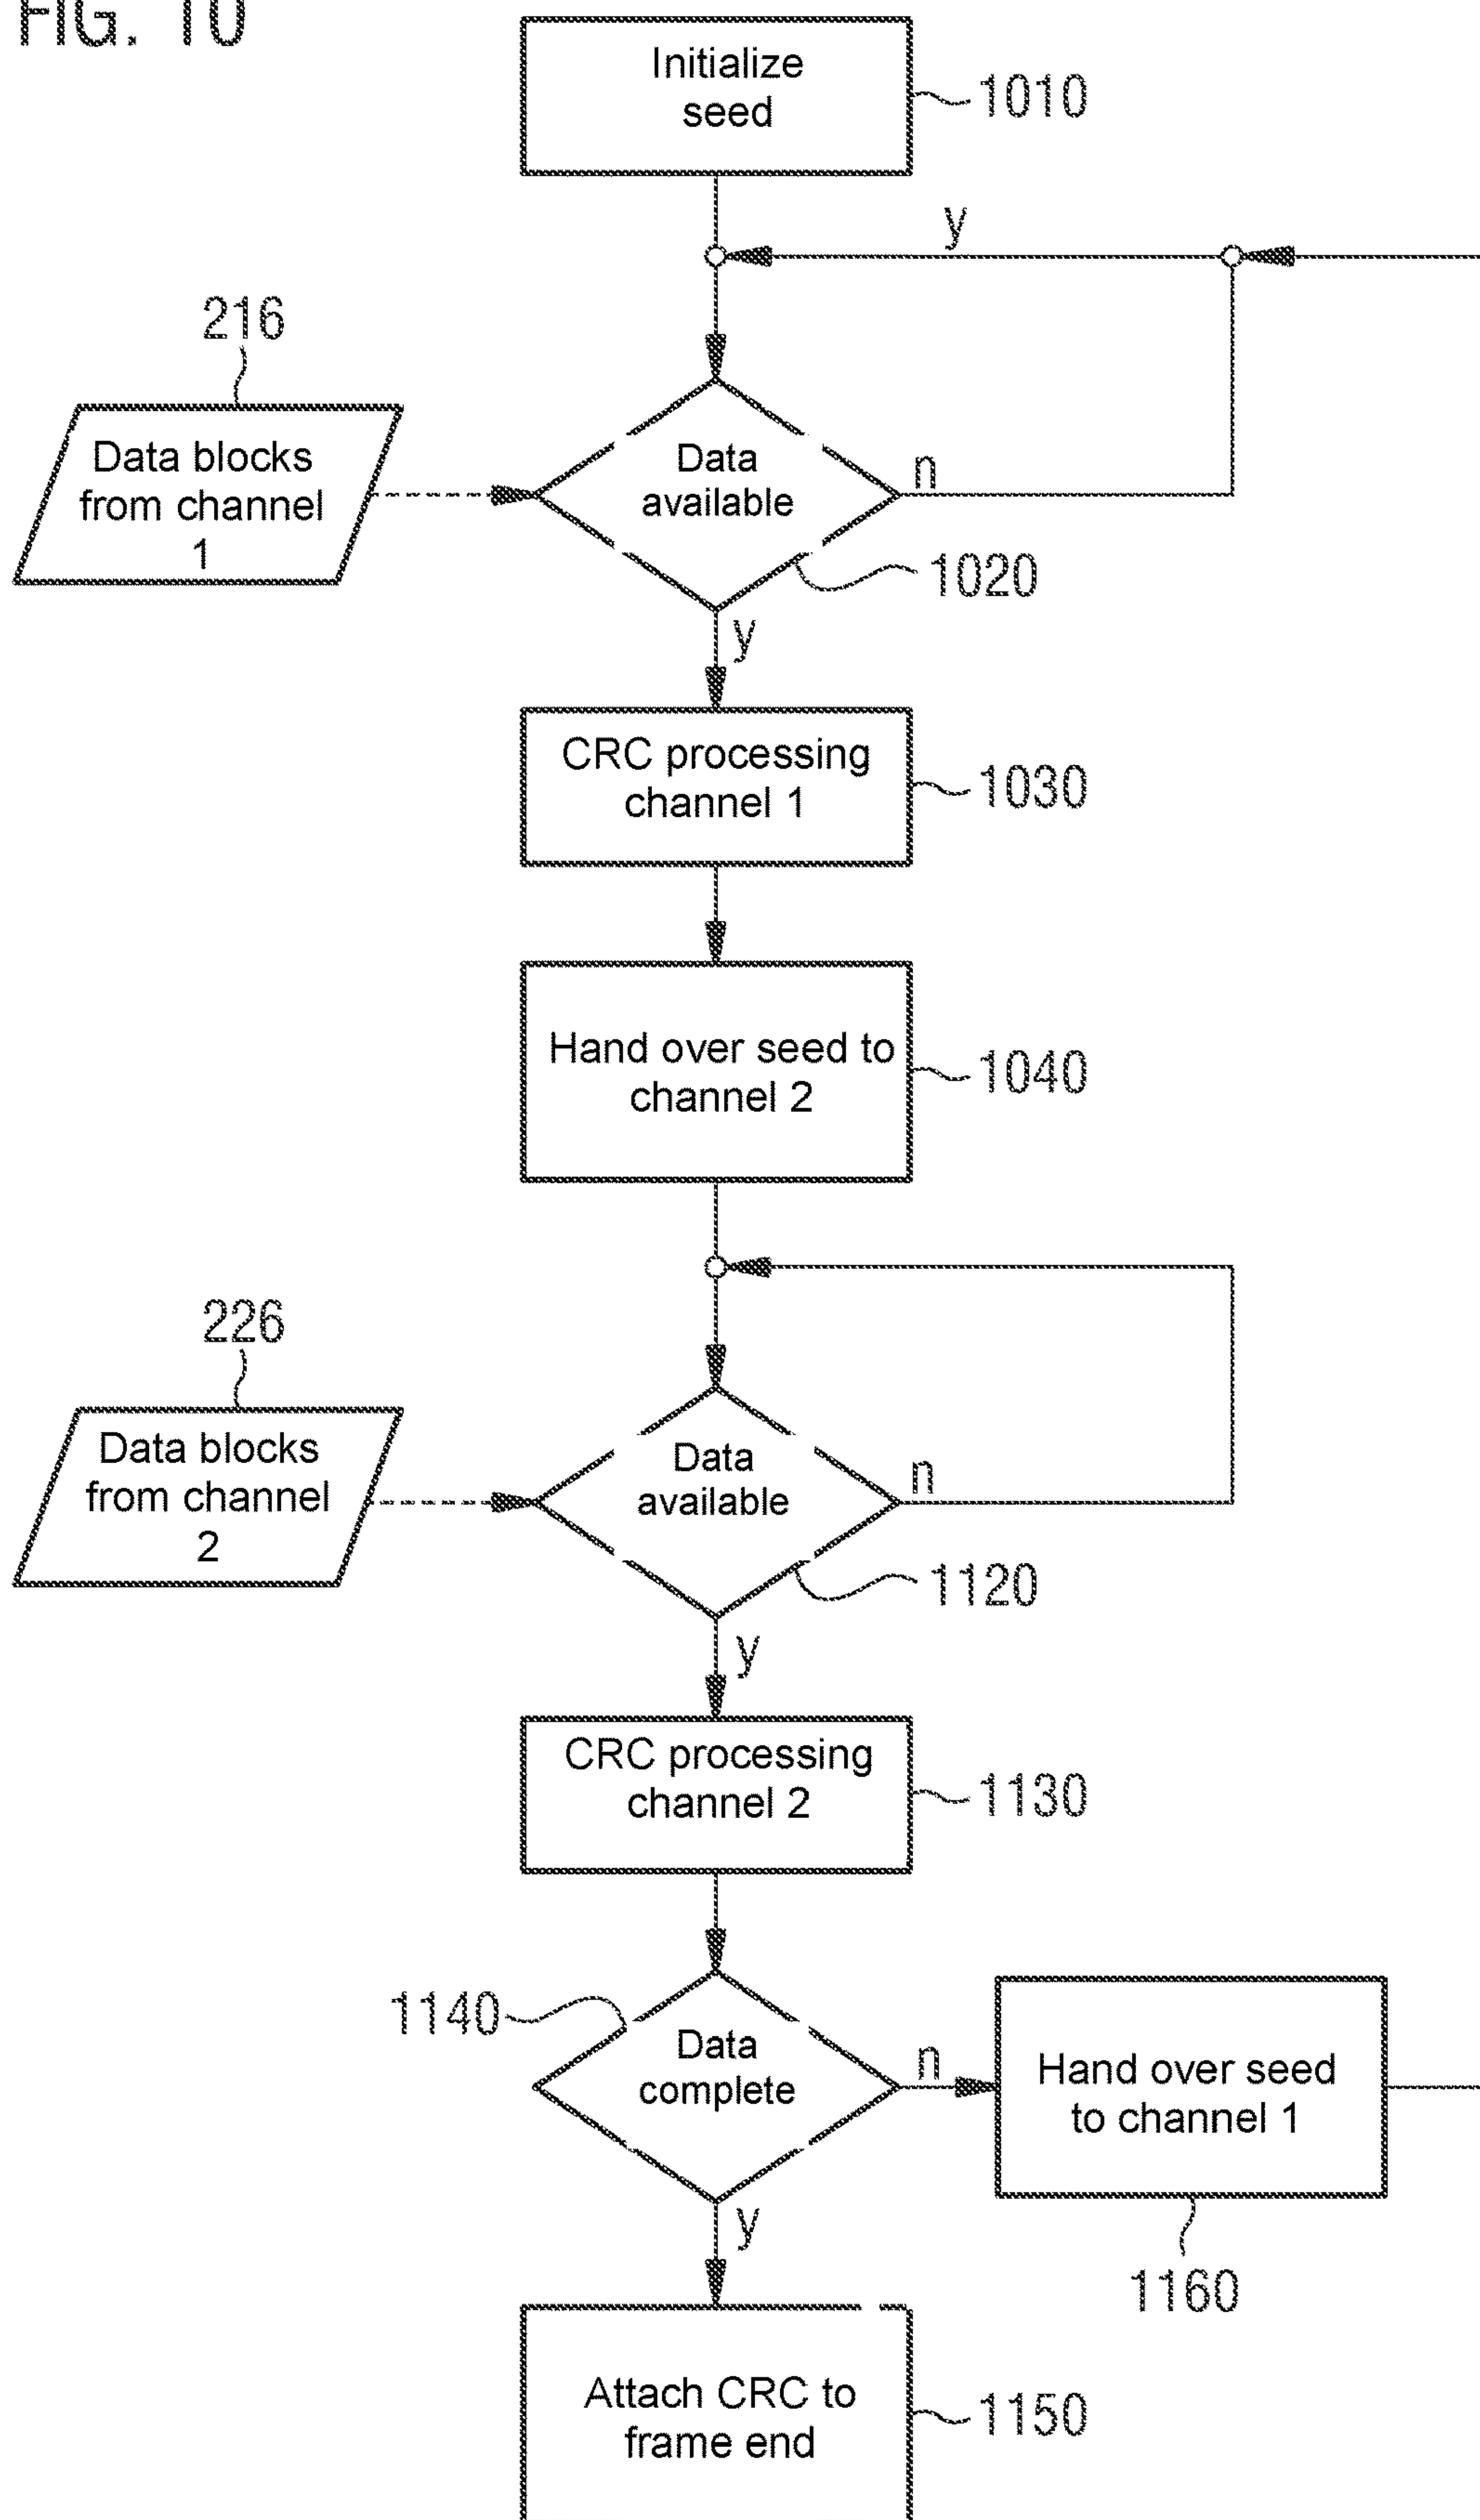 FIG. 10
Initialize
seed
1010
y
216
Data blocks
from channel
1
Data
available
n
1020
y
CRC processing
channel 1
1030
Hand over seed to
channel 2
1040
226
Data blocks
from channel
2
Data
available
n
1120
y
CRC processing
channel 2
1130
1140
Data
complete
n
Hand over seed
to channel 1
1160
y
Attach CRC to
frame end
1150